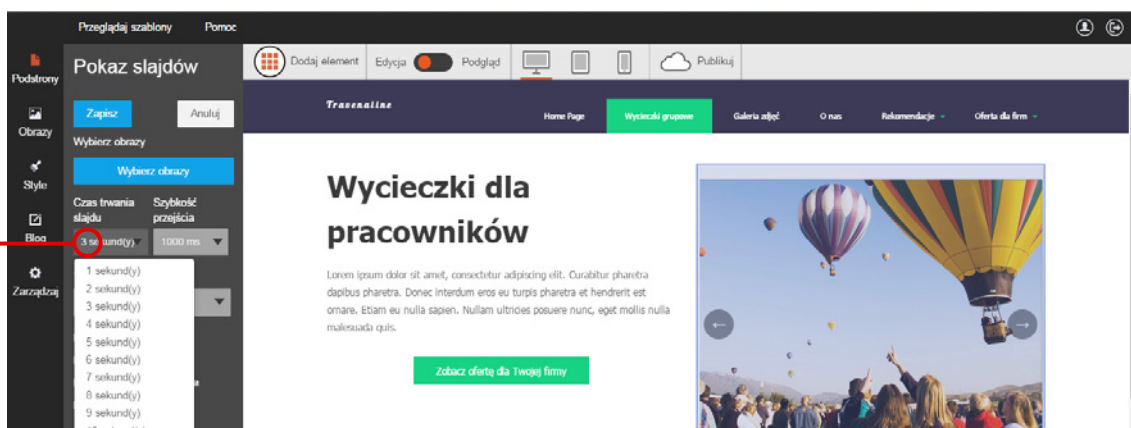 Przeglądaj szablony Pomoc
Podstrony
Obrazy
Style
Blog
Zarządzaj
Pokaz slajdów
Zapisz Anuluj
Wybierz obrazy
Wybierz obrazy
Czas trwania slajdu
Szybkość przejścia
3 sekund(y) 1000 ms
1 sekund(y)
2 sekund(y)
3 sekund(y)
4 sekund(y)
5 sekund(y)
6 sekund(y)
7 sekund(y)
8 sekund(y)
9 sekund(y)
Dodaj element Edycja Podgląd Publikuj
Travenaline
Home Page Wycieczki grupowe Galeria zdjęć O nas Rekomendacje Oferta dla firm
Wycieczki dla
pracowników
Lorem ipsum dolor sit amet, consectetur adipiscing elit. Curabitur pharetra
dapibus pharetra. Donec interdum eros eu turpis pharetra et hendrerit est
ornare. Etiam eu nulla sapien. Nullam ultricies posuere nunc, eget mollis nulla
malesuada quis.
Zobacz ofertę dla Twojej firmy